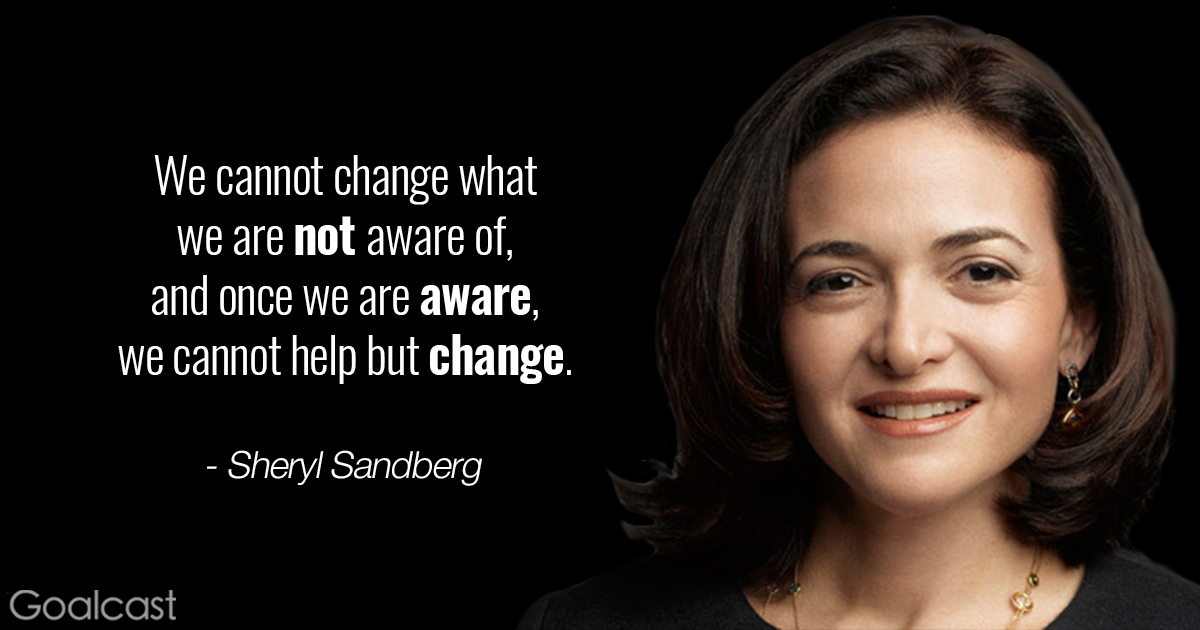 We cannot change what
we are not aware of,
and once we are aware,
we cannot help but change.
- Sheryl Sandberg
Goalcast